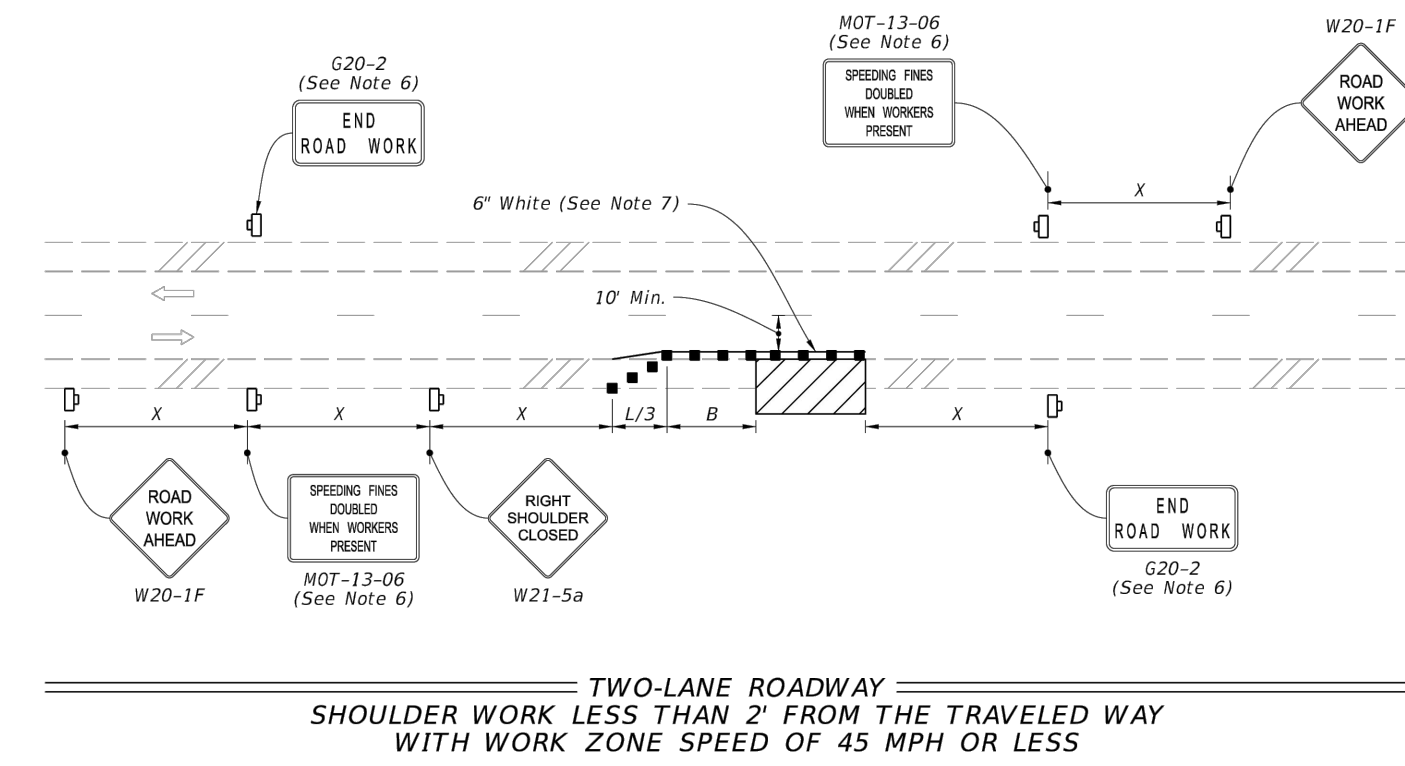 MOT-13-06
(See Note 6)
W20-1F
G20-2
(See Note 6)
SPEEDING FINES
DOUBLED
WHEN WORKERS
PRESENT
ROAD
WORK
AHEAD
END
ROAD WORK
X
6" White (See Note 7)
10' Min.
X
X
X
L/3
B
X
ROAD
WORK
AHEAD
W20-1F
SPEEDING FINES
DOUBLED
WHEN WORKERS
PRESENT
MOT-13-06
(See Note 6)
RIGHT
SHOULDER
CLOSED
W21-5a
END
ROAD WORK
G20-2
(See Note 6)
TWO-LANE ROADWAY
SHOULDER WORK LESS THAN 2' FROM THE TRAVELED WAY
WITH WORK ZONE SPEED OF 45 MPH OR LESS